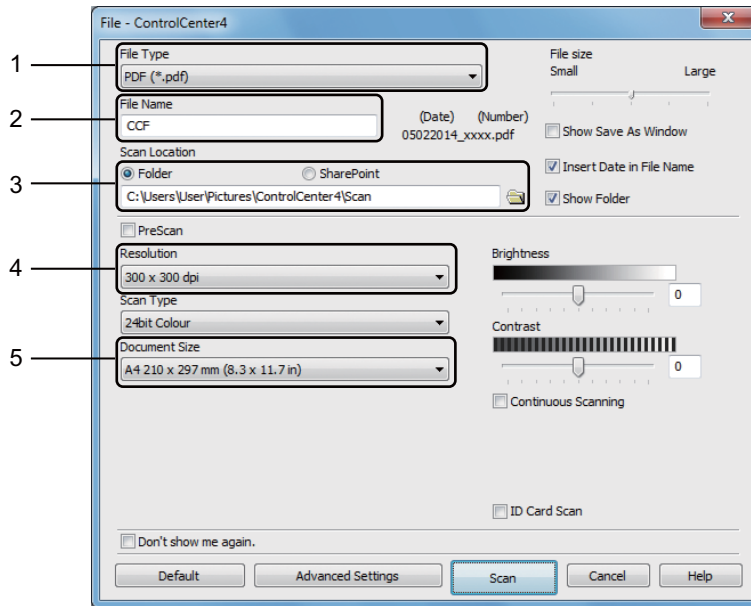 File - ControlCenter4
x
1
File Type
PDF (*.pdf)
File size
Small Large
2
File Name
CCF
(Date) (Number)
05022014_xxxx.pdf
Show Save As Window
Scan Location
Insert Date in File Name
3
Folder SharePoint
C:\Users\User\Pictures\ControlCenter4\Scan
Show Folder
PreScan
4
Resolution
300 x 300 dpi
Brightness
0
Scan Type
24bit Colour
Contrast
0
5
Document Size
A4 210 x 297 mm (8.3 x 11.7 in)
Continuous Scanning
ID Card Scan
Don't show me again.
Default Advanced Settings Scan Cancel Help